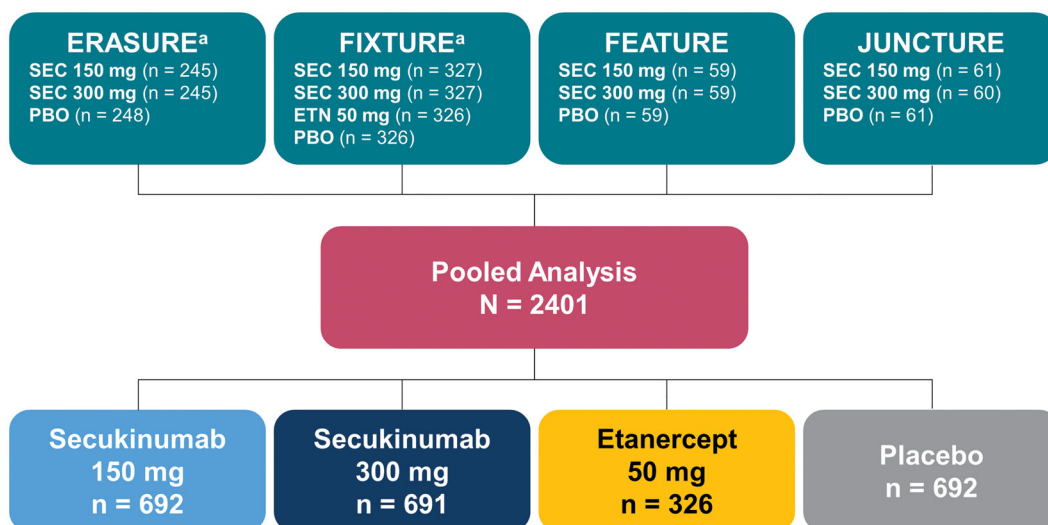 ERASUREᵃ
SEC 150 mg (n = 245)
SEC 300 mg (n = 245)
PBO (n = 248)
FIXTUREᵃ
SEC 150 mg (n = 327)
SEC 300 mg (n = 327)
ETN 50 mg (n = 326)
PBO (n = 326)
FEATURE
SEC 150 mg (n = 59)
SEC 300 mg (n = 59)
PBO (n = 59)
JUNCTURE
SEC 150 mg (n = 61)
SEC 300 mg (n = 60)
PBO (n = 61)
Pooled Analysis
N = 2401
Secukinumab
150 mg
n = 692
Secukinumab
300 mg
n = 691
Etanercept
50 mg
n = 326
Placebo
n = 692